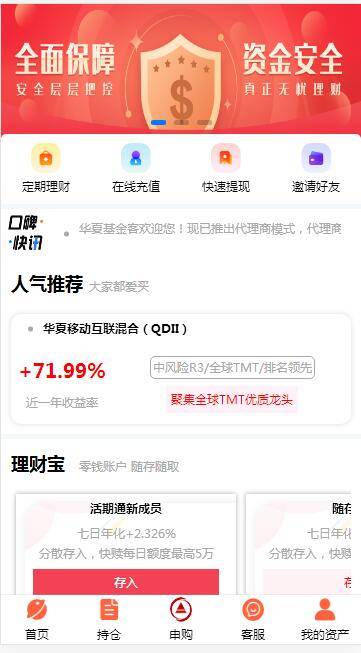 全面保障
资金安全
安全层层把控
真正无忧理财
定期理财
在线充值
快速提现
邀请好友
口碑
快讯
华夏基金客欢迎您！现已推出代理商模式，代理商
人气推荐 大家都爱买
华夏移动互联混合（QDII）
+71.99%
中风险R3/全球TMT/排名领先
近一年收益率
聚集全球TMT优质龙头
理财宝 零钱账户 随存随取
活期通新成员
随存
七日年化+2.326%
七日年
分散存入，快赎每日额度最高5万
分散存入，快赎
存入
存
首页
持仓
申购
客服
我的资产